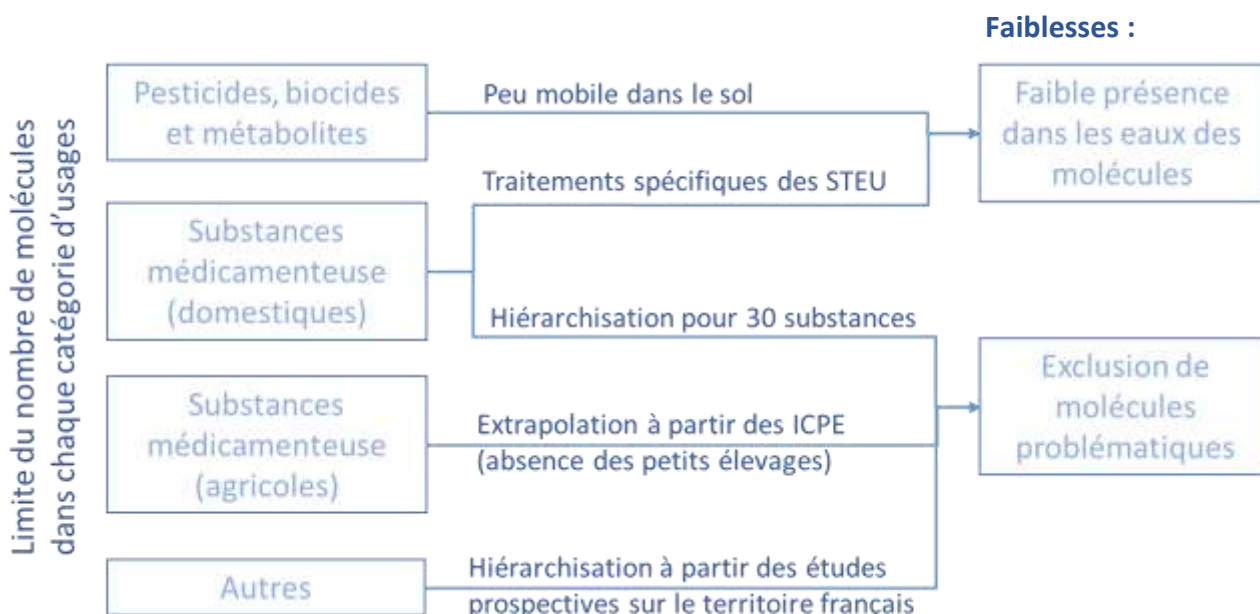 Faiblesses :
Limite du nombre de molécules
dans chaque catégorie d'usages
Pesticides, biocides
et métabolites
Peu mobile dans le sol
Faible présence
dans les eaux des
molécules
Traitements spécifiques des STEU
Substances
médicamenteuse
(domestiques)
Hiérarchisation pour 30 substances
Exclusion de
molécules
problématiques
Substances
médicamenteuse
(agricoles)
Extrapolation à partir des ICPE
(absence des petits élevages)
Autres
Hiérarchisation à partir des études
prospectives sur le territoire français